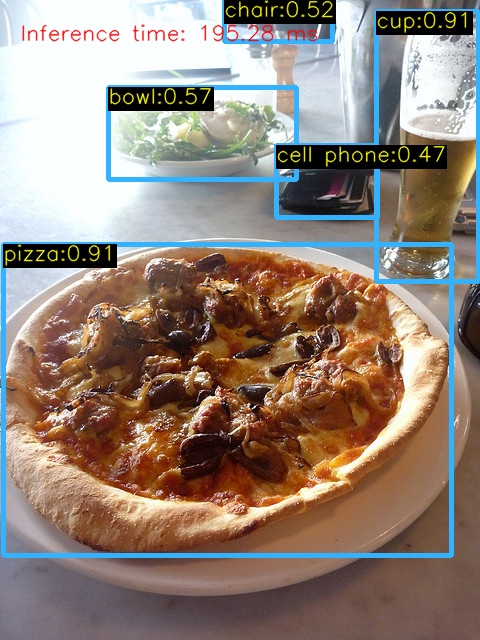 chair:0.52
cup:0.91
Inference time: 195.28 ms
bowl:0.57
cell phone:0.47
pizza:0.91